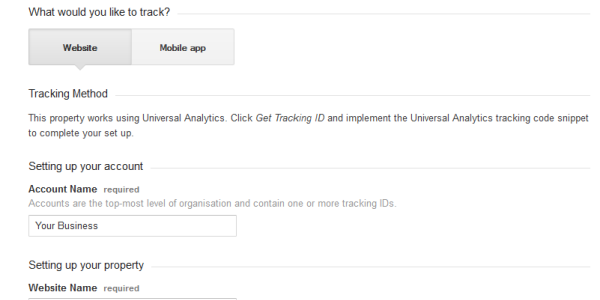 What would you like to track?
Website Mobile app
Tracking Method
This property works using Universal Analytics. Click Get Tracking ID and implement the Universal Analytics tracking code snippet
to complete your set up.
Setting up your account
Account Name required
Accounts are the top-most level of organisation and contain one or more tracking IDs.
Your Business
Setting up your property
Website Name required